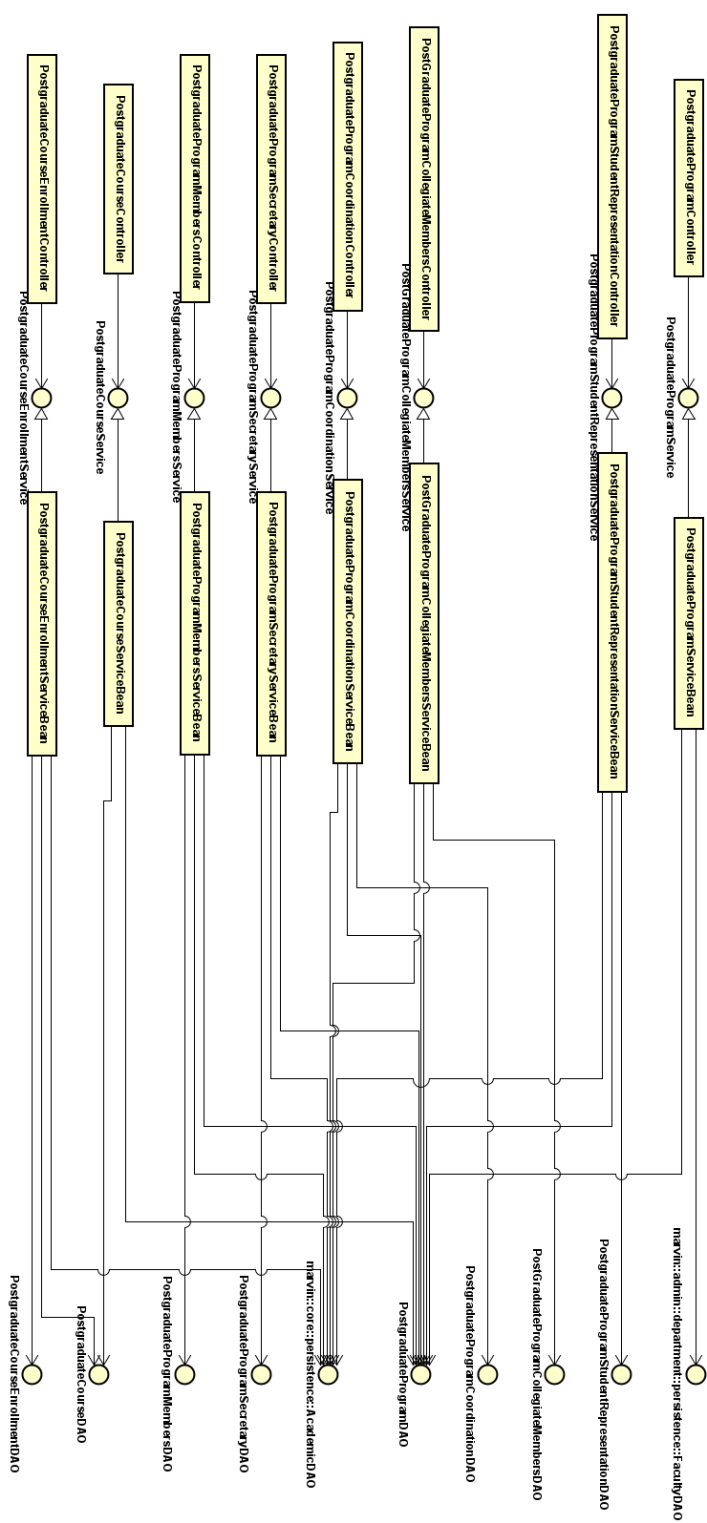 PostgraduateProgramController
PostgraduateProgramService
PostgraduateProgramServiceBean
marvin::admin::department::persistence::FacultyDAO
PostgraduateProgramStudentRepresentationController
PostgraduateProgramStudentRepresentationService
PostgraduateProgramStudentRepresentationServiceBean
PostgraduateProgramStudentRepresentationDAO
PostGraduateProgramCollegiateMembersController
PostGraduateProgramCollegiateMembersService
PostGraduateProgramCollegiateMembersServiceBean
PostGraduateProgramCollegiateMembersDAO
PostgraduateProgramCoordinationController
PostgraduateProgramCoordinationService
PostgraduateProgramCoordinationServiceBean
PostgraduateProgramCoordinationDAO
PostgraduateProgramDAO
PostgraduateProgramSecretaryController
PostgraduateProgramSecretaryService
PostgraduateProgramSecretaryServiceBean
marvin::core::persistence::AcademicDAO
PostgraduateProgramSecretaryDAO
PostgraduateProgramMembersController
PostgraduateProgramMembersService
PostgraduateProgramMembersServiceBean
PostgraduateProgramMembersDAO
PostgraduateCourseController
PostgraduateCourseService
PostgraduateCourseServiceBean
PostgraduateCourseDAO
PostgraduateCourseEnrollmentController
PostgraduateCourseEnrollmentService
PostgraduateCourseEnrollmentServiceBean
PostgraduateCourseEnrollmentDAO